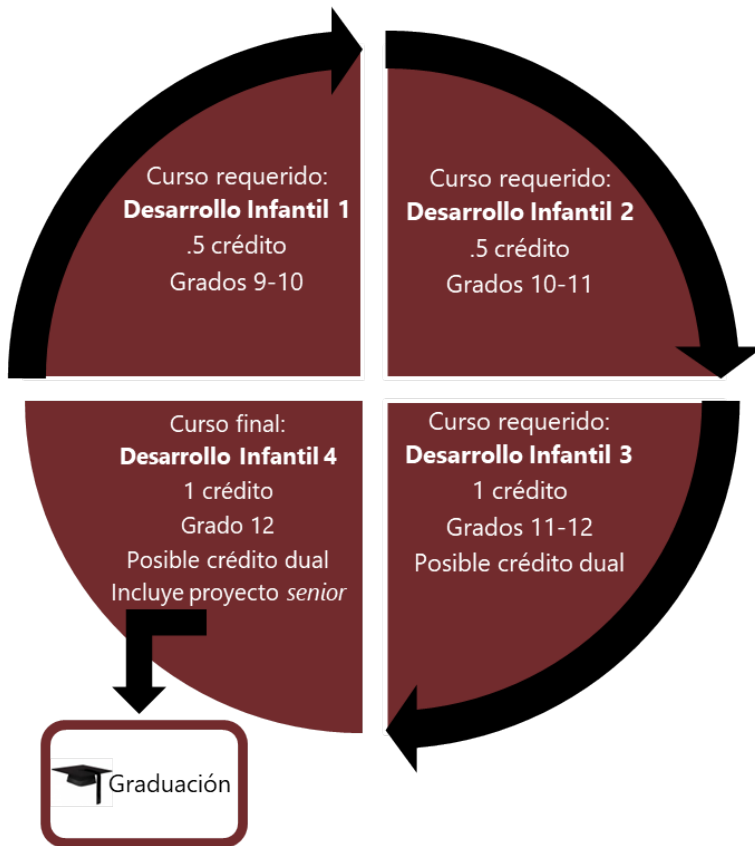 Curso requerido:
Desarrollo Infantil 1
.5 crédito
Grados 9-10
Curso requerido:
Desarrollo Infantil 2
.5 crédito
Grados 10-11
Curso requerido:
Desarrollo Infantil 3
1 crédito
Grados 11-12
Posible crédito dual
Curso final:
Desarrollo Infantil 4
1 crédito
Grado 12
Posible crédito dual
Incluye proyecto senior
Graduación